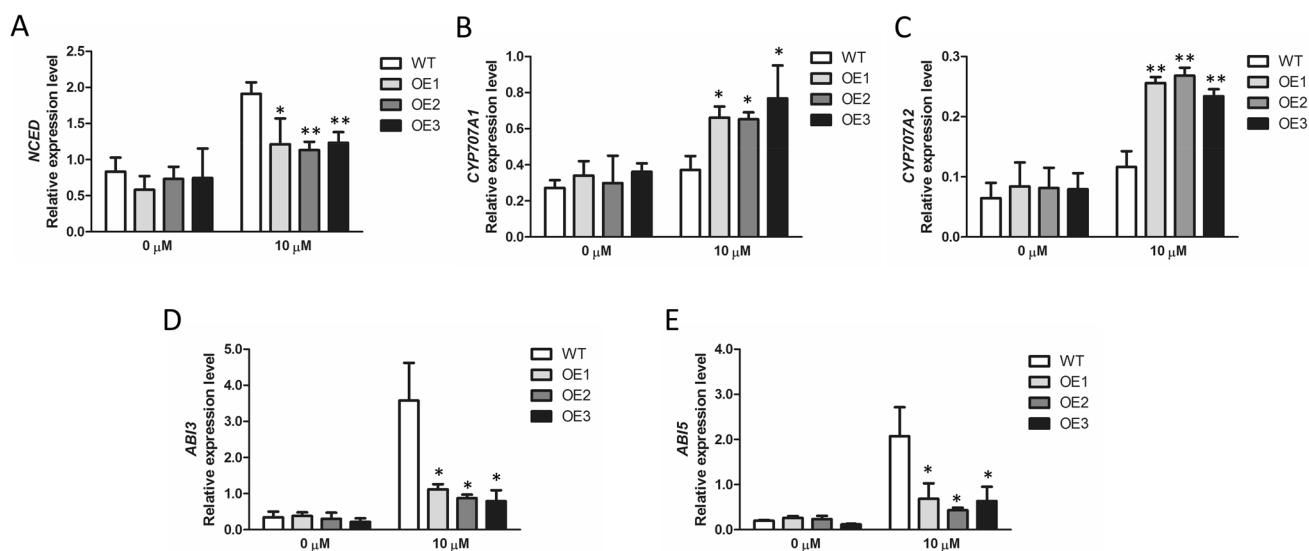 A
NCED
Relative expression level
2.5
2.0
1.5
1.0
0.5
0.0
*
**
**
0 μM
10 μM
WT
OE1
OE2
OE3
B
CYP707A1
Relative expression level
1.0
0.8
0.6
0.4
0.2
0.0
*
*
*
0 μM
10 μM
WT
OE1
OE2
OE3
C
CYP707A2
Relative expression level
0.3
0.2
0.1
0.0
**
**
**
0 μM
10 μM
WT
OE1
OE2
OE3
D
ABI3
Relative expression level
5.0
4.0
3.0
2.0
1.0
0.0
*
*
*
0 μM
10 μM
WT
OE1
OE2
OE3
E
ABI5
Relative expression level
4.0
3.0
2.0
1.0
0.0
*
*
*
0 μM
10 μM
WT
OE1
OE2
OE3